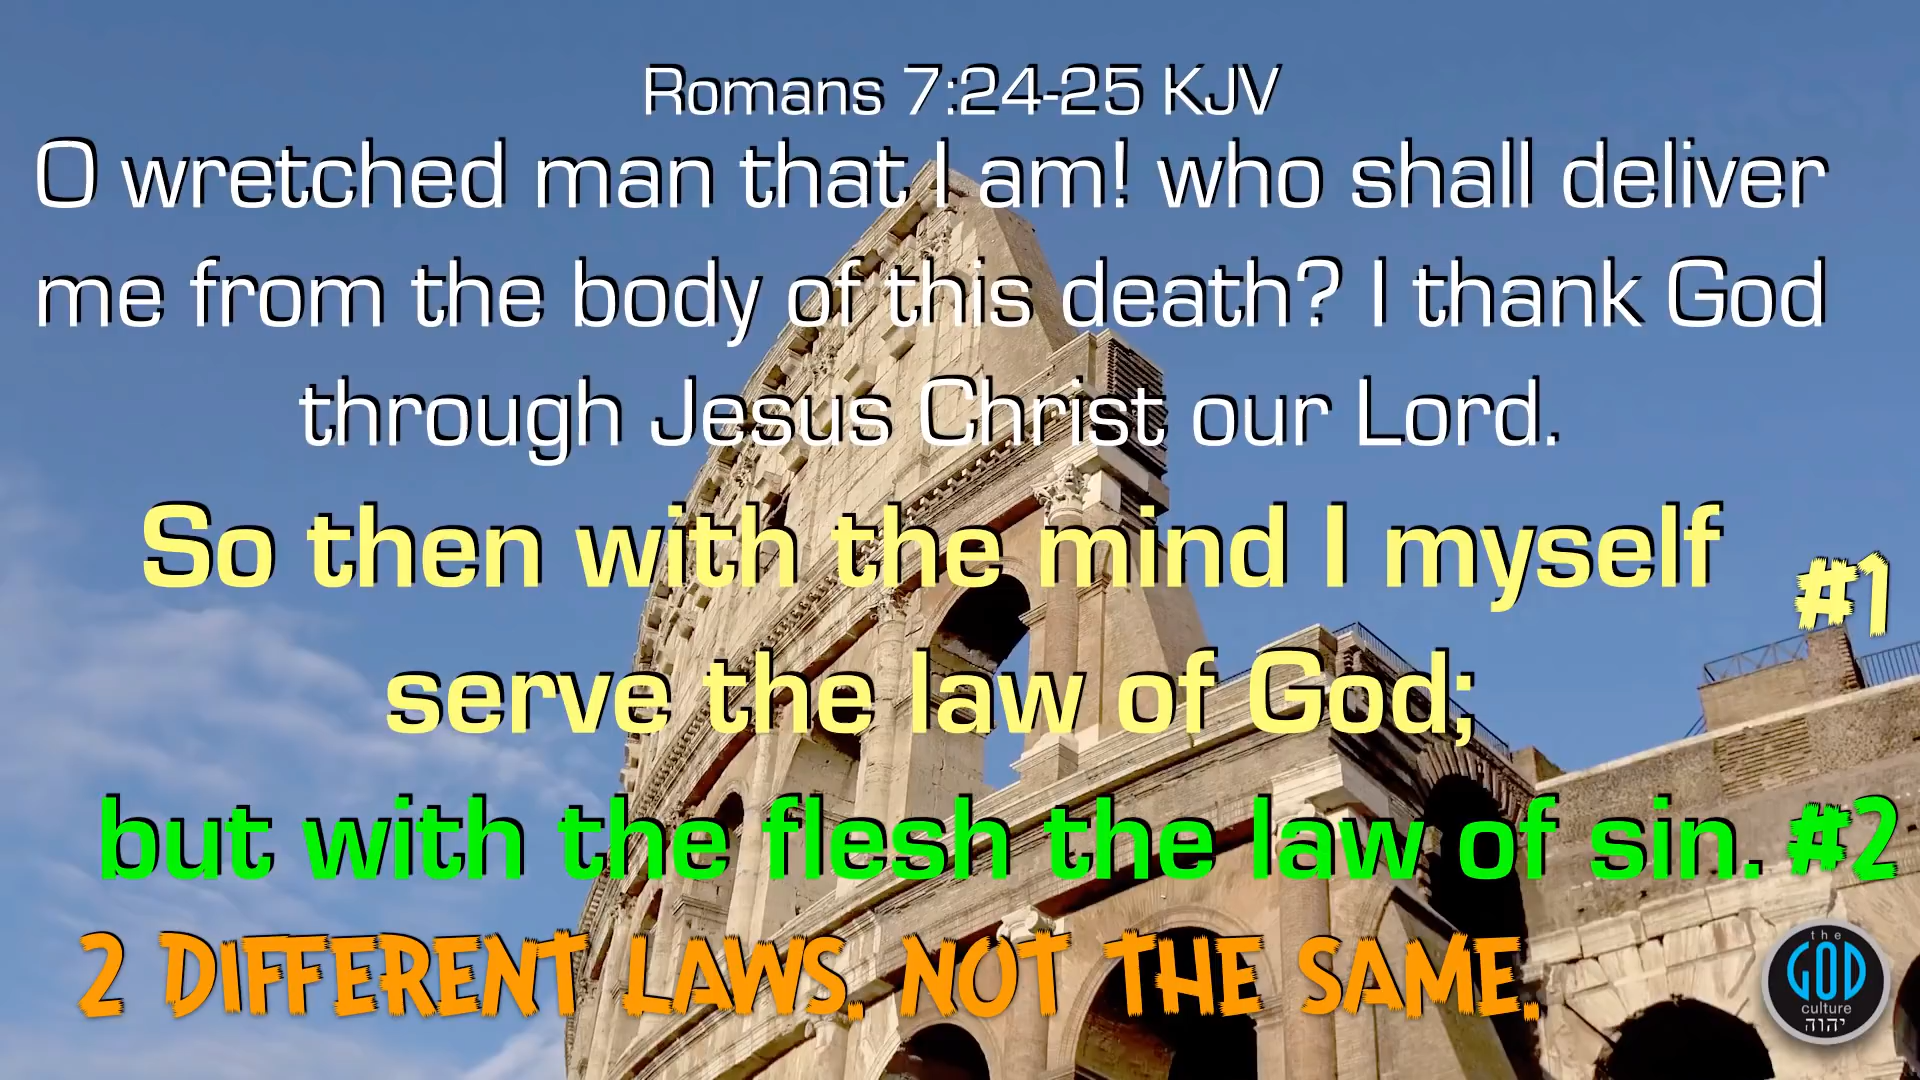 Romans 7:24-25 KJV
O wretched man that I am! who shall deliver
me from the body of this death? I thank God
through Jesus Christ our Lord.
So then with the mind I myself
#1
serve the law of God;
but with the flesh the law of sin. #2
2 DIFFERENT LAWS. NOT THE SAME.
the
GOD
culture
יהוה